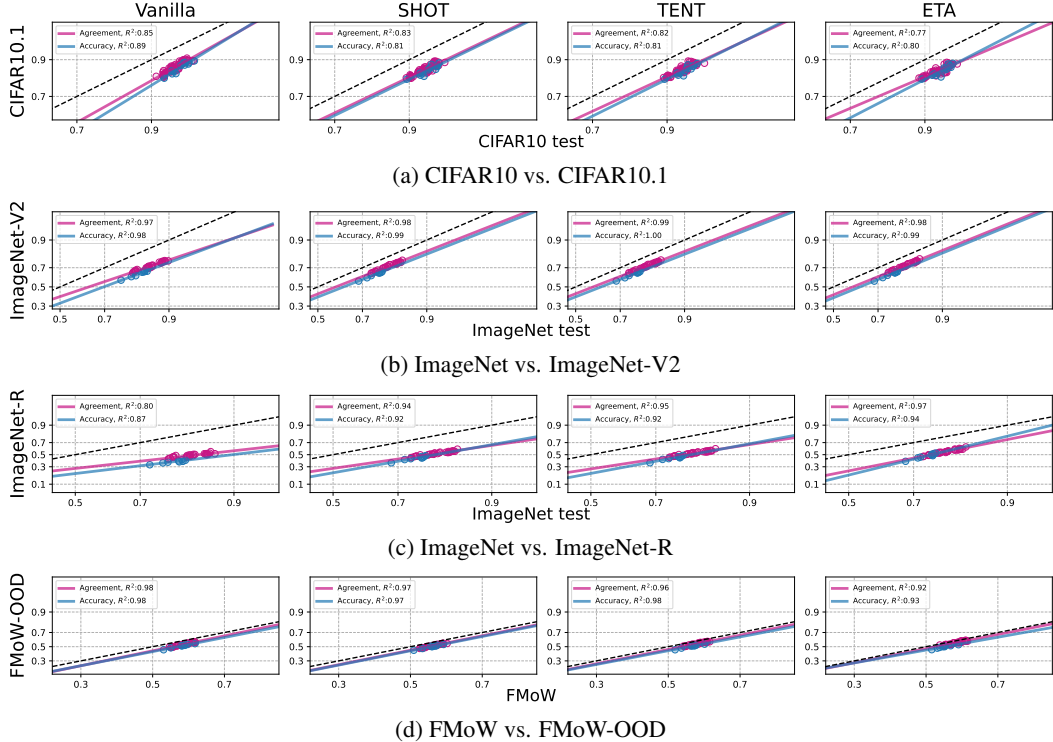 Vanilla SHOT TENT ETA
CIFAR10.1
Agreement, R²:0.85
Accuracy, R²:0.89
Agreement, R²:0.83
Accuracy, R²:0.81
Agreement, R²:0.82
Accuracy, R²:0.81
Agreement, R²:0.77
Accuracy, R²:0.80
0.9
0.7
0.7 0.9 0.7 0.9 0.7 0.9 0.7 0.9
CIFAR10 test
(a) CIFAR10 vs. CIFAR10.1
ImageNet-V2
Agreement, R²:0.97
Accuracy, R²:0.98
Agreement, R²:0.98
Accuracy, R²:0.99
Agreement, R²:0.99
Accuracy, R²:1.00
Agreement, R²:0.98
Accuracy, R²:0.99
0.9
0.7
0.5
0.3
0.5 0.7 0.9 0.5 0.7 0.9 0.5 0.7 0.9 0.5 0.7 0.9
ImageNet test
(b) ImageNet vs. ImageNet-V2
ImageNet-R
Agreement, R²:0.80
Accuracy, R²:0.87
Agreement, R²:0.94
Accuracy, R²:0.92
Agreement, R²:0.95
Accuracy, R²:0.92
Agreement, R²:0.97
Accuracy, R²:0.94
0.9
0.7
0.5
0.3
0.1
0.7 0.9 0.5 0.7 0.9 0.5 0.7 0.9 0.5 0.7 0.9
ImageNet test
(c) ImageNet vs. ImageNet-R
FMoW-OOD
Agreement, R²:0.98
Accuracy, R²:0.98
Agreement, R²:0.97
Accuracy, R²:0.97
Agreement, R²:0.96
Accuracy, R²:0.98
Agreement, R²:0.92
Accuracy, R²:0.93
0.9
0.7
0.5
0.3
0.3 0.5 0.7 0.3 0.5 0.7 0.3 0.5 0.7 0.3 0.5 0.7
FMoW
(d) FMoW vs. FMoW-OOD